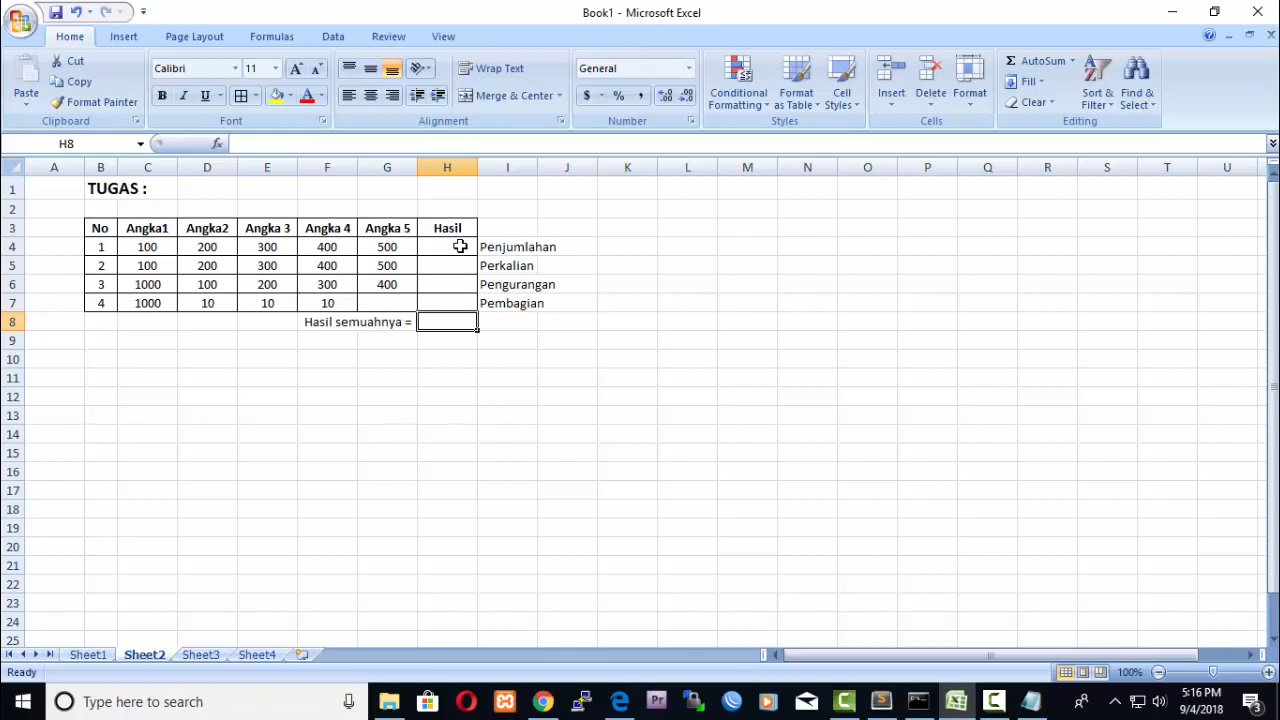 Book1 - Microsoft Excel
Home Insert Page Layout Formulas Data Review View
Paste Cut Copy Format Painter Clipboard
Calibri 11 A A B I U A Font
Wrap Text Merge & Center Alignment
General $ % , .0 .00 .00 .0 Number
Conditional Formatting Format as Table Cell Styles Styles
Insert Delete Format Cells
Σ AutoSum Fill Clear Sort & Filter Find & Select Editing
H8 fx
A B C D E F G H I J K L M N O P Q R S T U
1 TUGAS :
2
3 No Angka1 Angka2 Angka 3 Angka 4 Angka 5 Hasil
4 1 100 200 300 400 500 Penjumlahan
5 2 100 200 300 400 500 Perkalian
6 3 1000 100 200 300 400 Pengurangan
7 4 1000 10 10 10 Pembagian
8 Hasil semuahnya =
9
10
11
12
13
14
15
16
17
18
19
20
21
22
23
24
25
Sheet1 Sheet2 Sheet3 Sheet4
Ready 100%
Type here to search
5:16 PM
9/4/2018
3